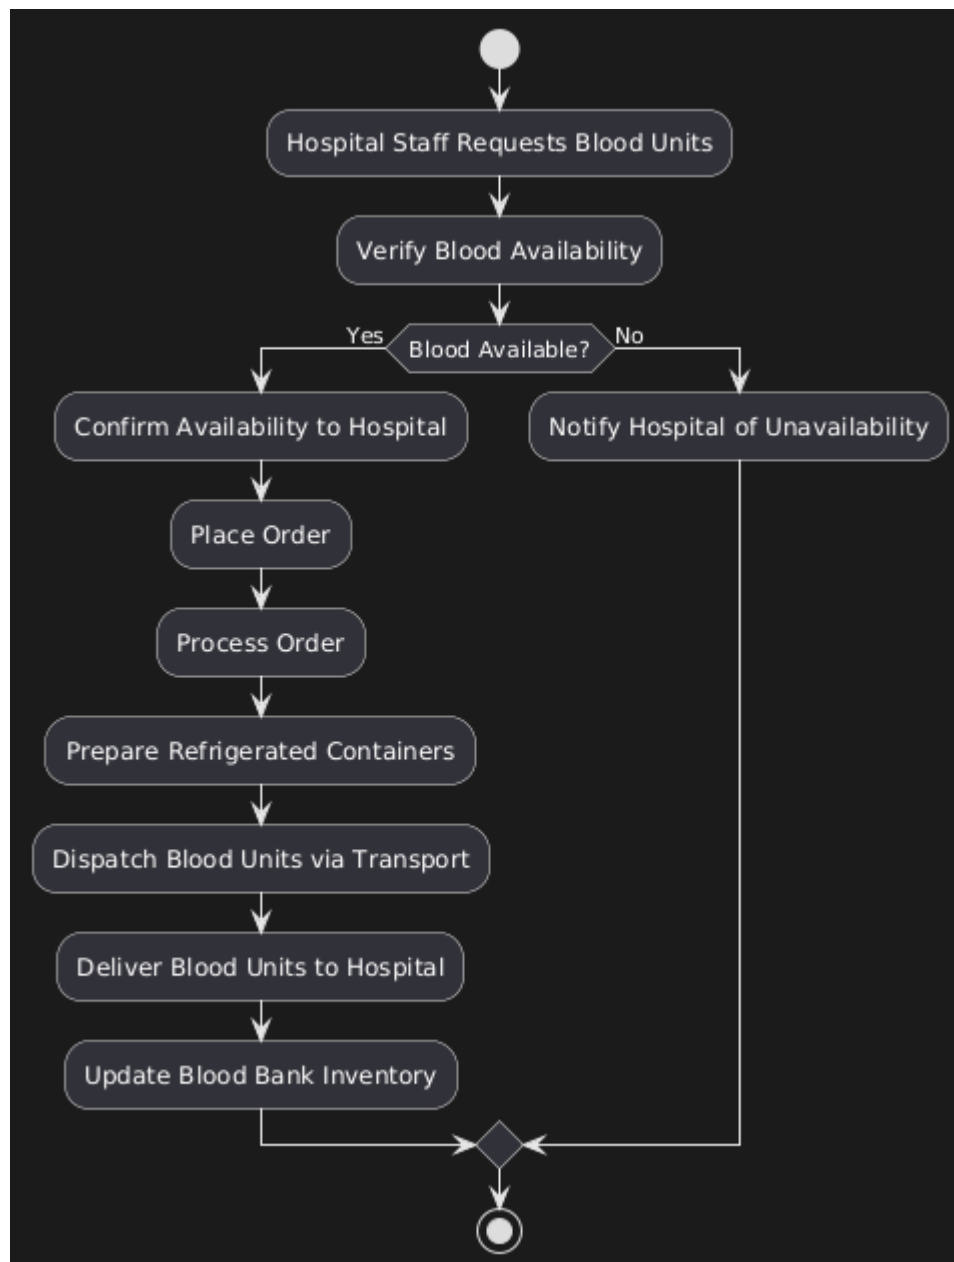 Hospital Staff Requests Blood Units
Verify Blood Availability
Yes
Blood Available?
No
Confirm Availability to Hospital
Notify Hospital of Unavailability
Place Order
Process Order
Prepare Refrigerated Containers
Dispatch Blood Units via Transport
Deliver Blood Units to Hospital
Update Blood Bank Inventory